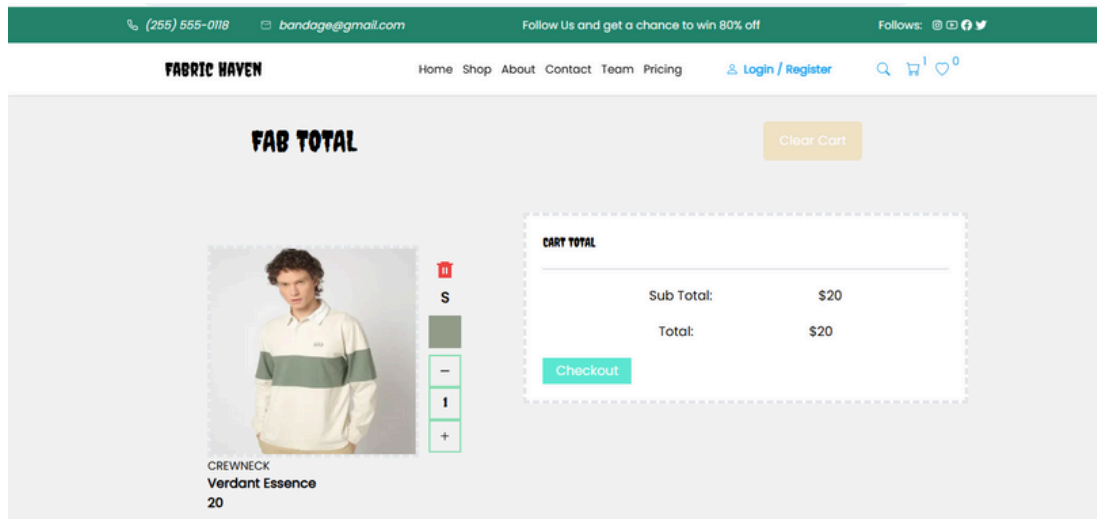 (255) 555-0118 bandage@gmail.com Follow Us and get a chance to win 80% off Follows:
FABRIC HAVEN Home Shop About Contact Team Pricing Login / Register 1 0
FAB TOTAL Clear Cart
CART TOTAL
S
Sub Total: $20
Total: $20
Checkout
−
1
+
CREWNECK
Verdant Essence
20